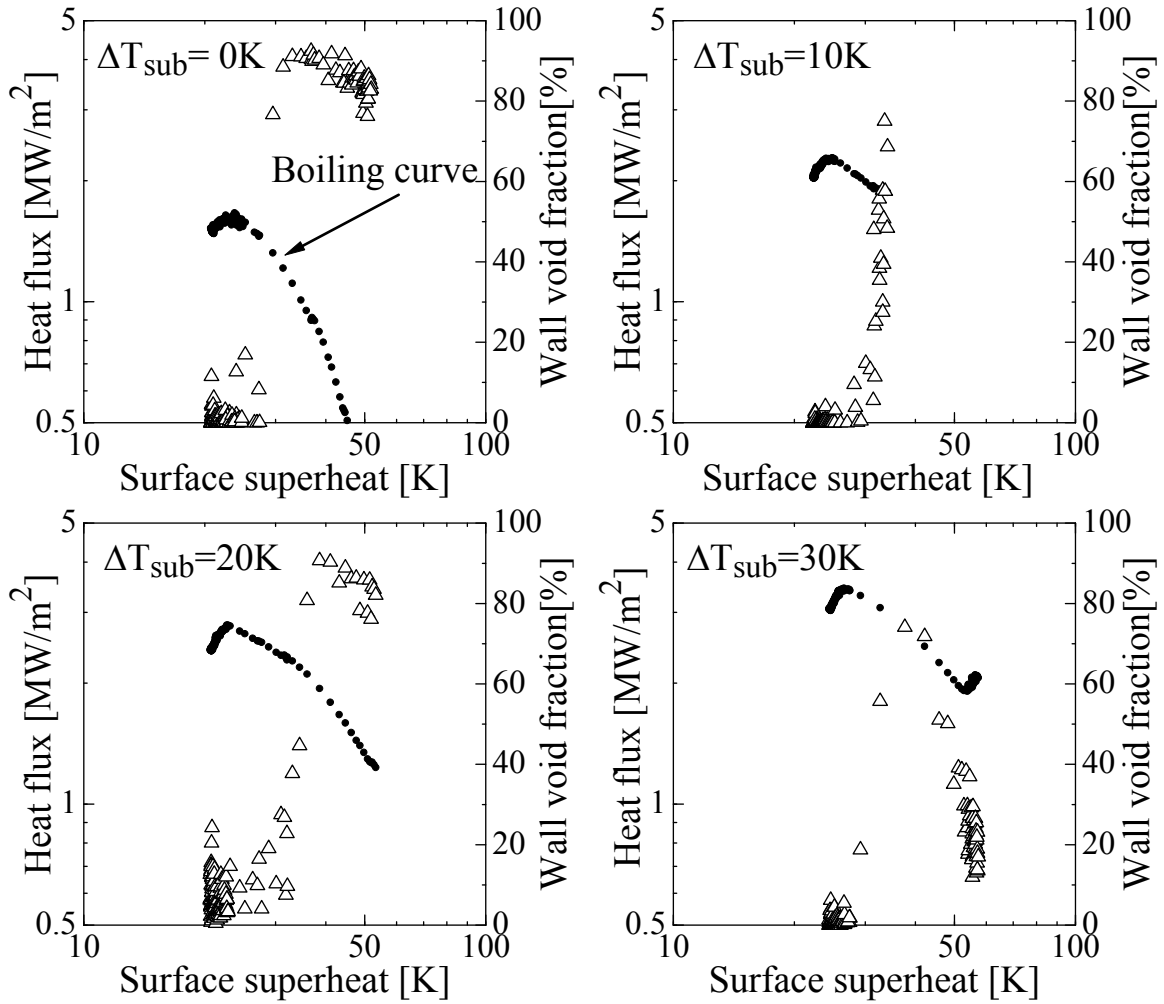 5
1
0.5
Heat flux [MW/m²]
ΔT_sub= 0K
Boiling curve
100
80
60
40
20
0
Wall void fraction[%]
10
50
100
Surface superheat [K]
5
1
0.5
Heat flux [MW/m²]
ΔT_sub=10K
100
80
60
40
20
0
Wall void fraction[%]
10
50
100
Surface superheat [K]
5
1
0.5
Heat flux [MW/m²]
ΔT_sub=20K
100
80
60
40
20
0
Wall void fraction[%]
10
50
100
Surface superheat [K]
5
1
0.5
Heat flux [MW/m²]
ΔT_sub=30K
100
80
60
40
20
0
Wall void fraction[%]
10
50
100
Surface superheat [K]